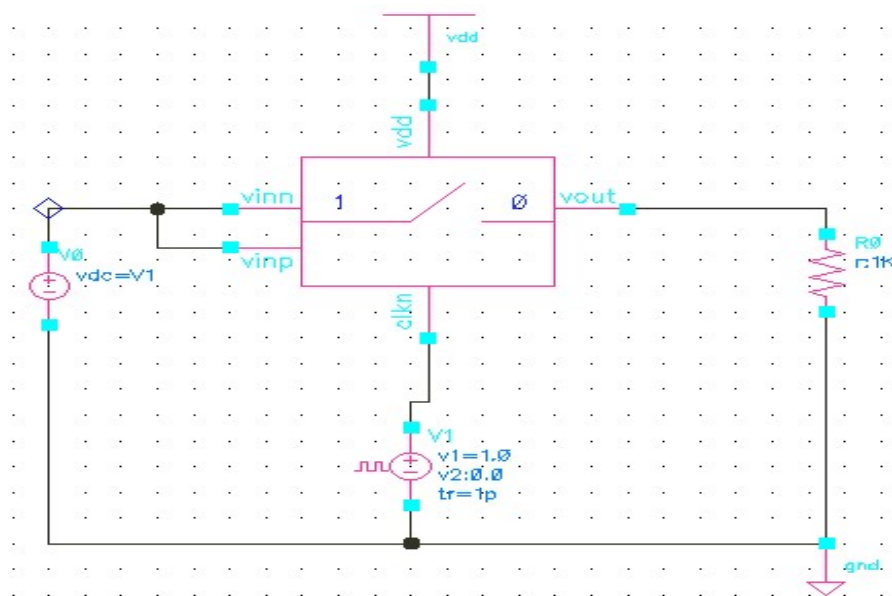 vdd
vdd
vinn
1
0
vout
vinp
V0
vdc=V1
R0
r:1K
clkn
V1
v1=1.0
v2:0.0
tr=1p
gnd